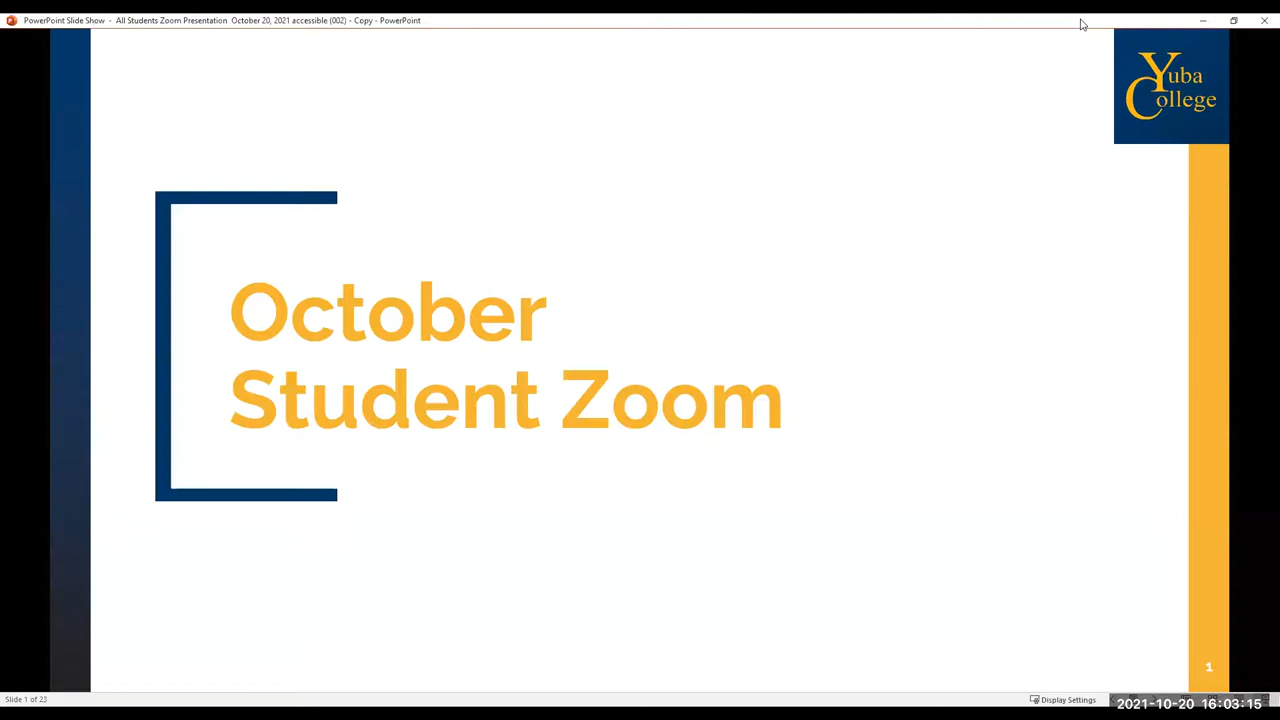 PowerPoint Slide Show - All Students Zoom Presentation October 20, 2021 accessible (002) - Copy - PowerPoint
Yuba
College
October
Student Zoom
1
Slide 1 of 23
Display Settings
2021-10-20 16:03:15